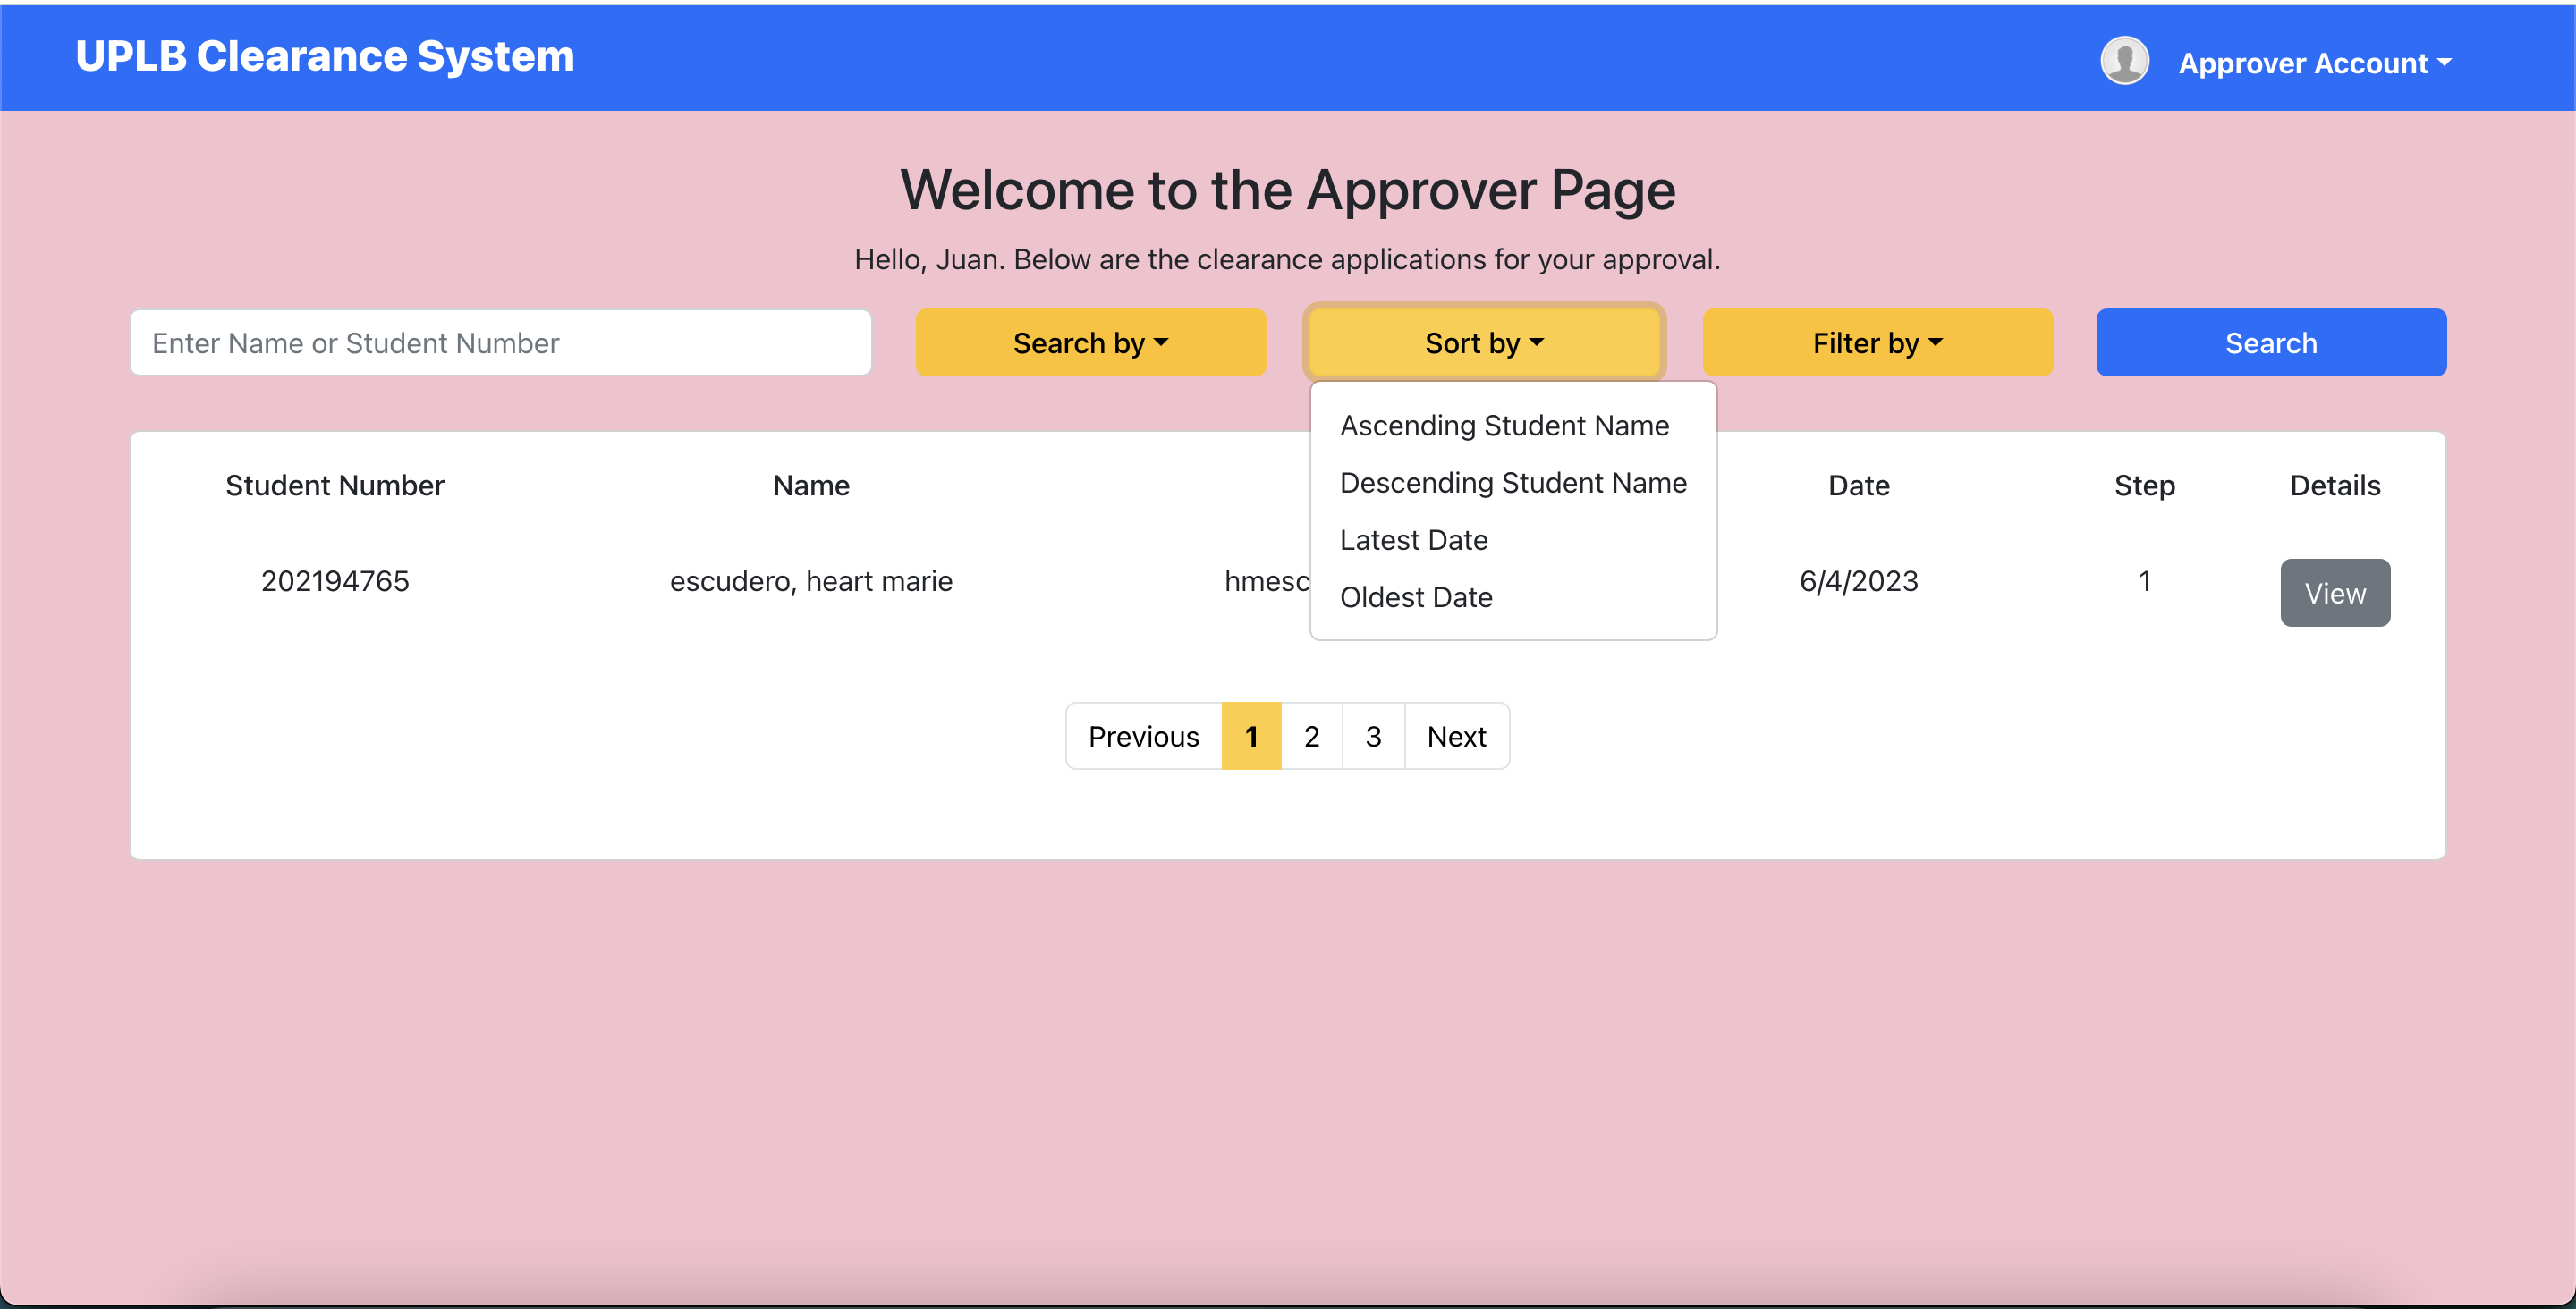 UPLB Clearance System
Approver Account
Welcome to the Approver Page
Hello, Juan. Below are the clearance applications for your approval.
Enter Name or Student Number
Search by
Sort by
Filter by
Search
Ascending Student Name
Descending Student Name
Latest Date
Oldest Date
Student Number Name Date Step Details
202194765 escudero, heart marie hmesc 6/4/2023 1 View
Previous 1 2 3 Next